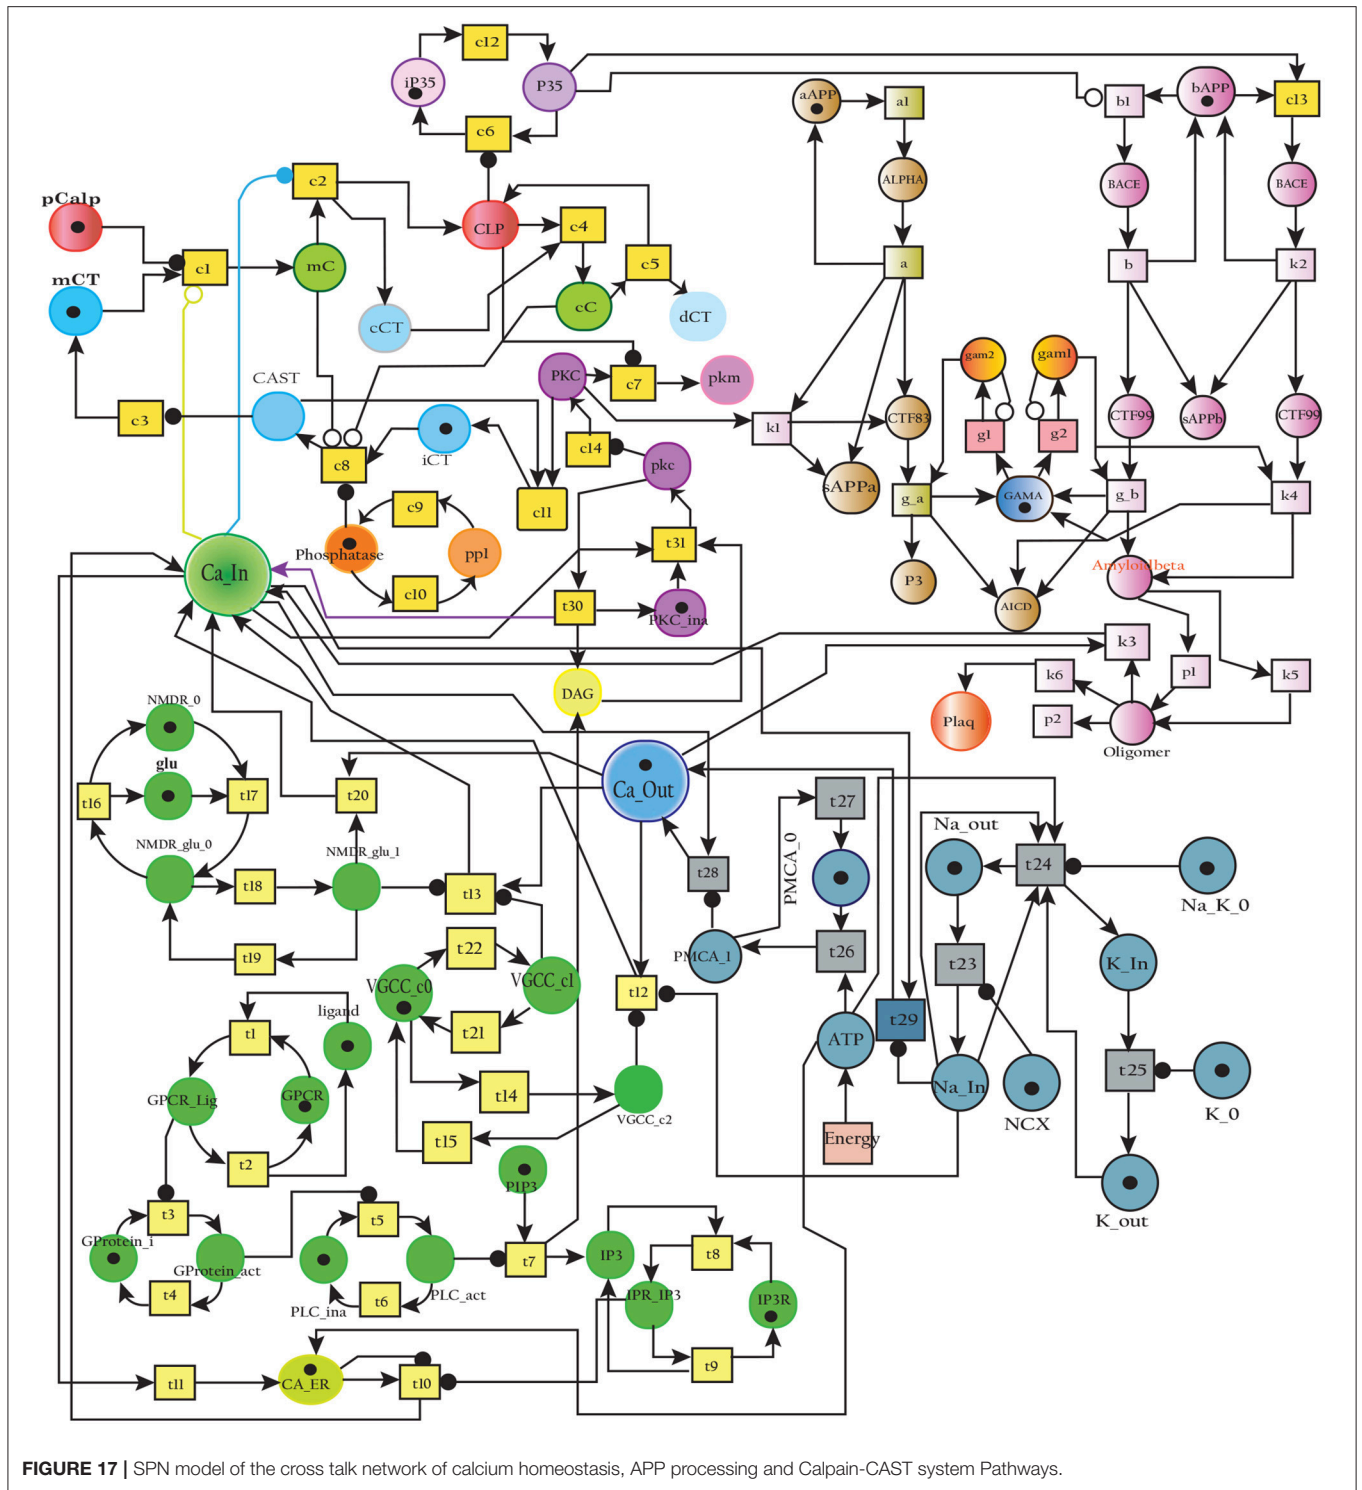 c12
iP35
P35
c6
aAPP
a1
b1
bAPP
c13
c2
ALPHA
BACE
BACE
pCalp
CLP
c4
c1
mC
c5
a
b
k2
mCT
cCT
cC
dCT
gam2
gam1
CAST
PKC
c7
pkm
c3
iCT
k1
CTF83
CTF99
sAPPb
CTF99
g1
g2
c14
c8
pkc
sAPPa
g_a
GAMA
g_b
k4
c9
c11
Phosphatase
pp1
t31
Ca_In
P3
Amyloidbeta
c10
t30
PKC_ina
AICD
k3
DAG
k6
p1
k5
NMDR_0
Plaq
p2
Oligomer
glu
Ca_Out
t16
t17
t20
t27
Na_out
NMDR_glu_0
NMDR_glu_1
PMCA_0
t24
t28
t18
t13
Na_K_0
t22
t26
PMCA_1
t19
VGCC_c0
VGCC_c1
K_In
t23
t12
ligand
t29
t1
t21
ATP
t25
GPCR_Lig
GPCR
t14
Na_In
NCX
K_0
VGCC_c2
t15
Energy
t2
PIP3
t3
t5
K_out
GProtein_i
GProtein_act
t7
IP3
t8
t4
PLC_ina
t6
PLC_act
IPR_IP3
IP3R
t9
t11
CA_ER
t10
FIGURE 17 | SPN model of the cross talk network of calcium homeostasis, APP processing and Calpain-CAST system Pathways.